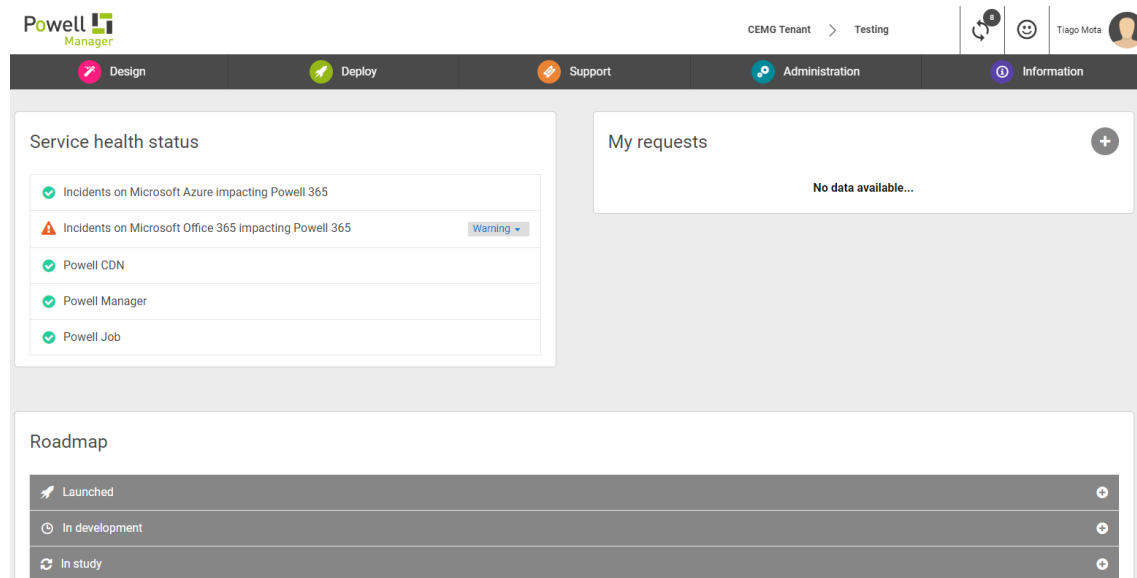 Powell
Manager
CEMG Tenant > Testing
8
Tiago Mota
Design
Deploy
Support
Administration
Information
Service health status
Incidents on Microsoft Azure impacting Powell 365
Incidents on Microsoft Office 365 impacting Powell 365
Warning
Powell CDN
Powell Manager
Powell Job
My requests
No data available...
Roadmap
Launched
In development
In study